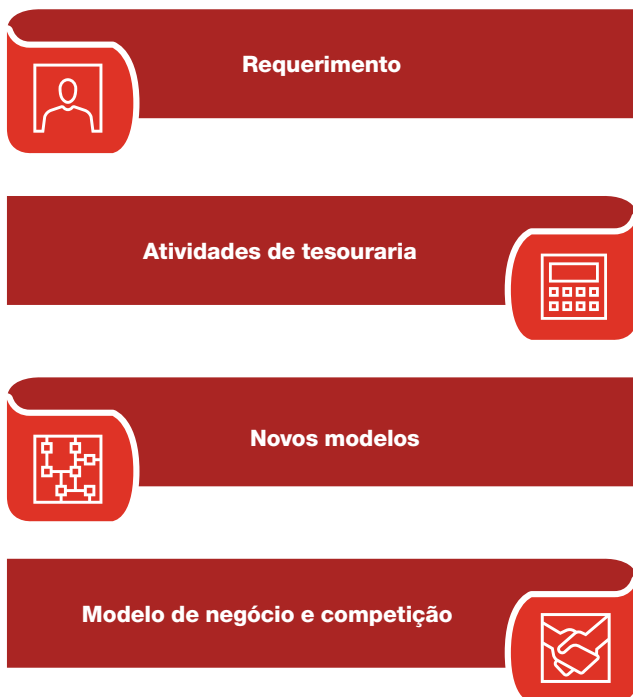 Requerimento
Atividades de tesouraria
Novos modelos
Modelo de negócio e competição